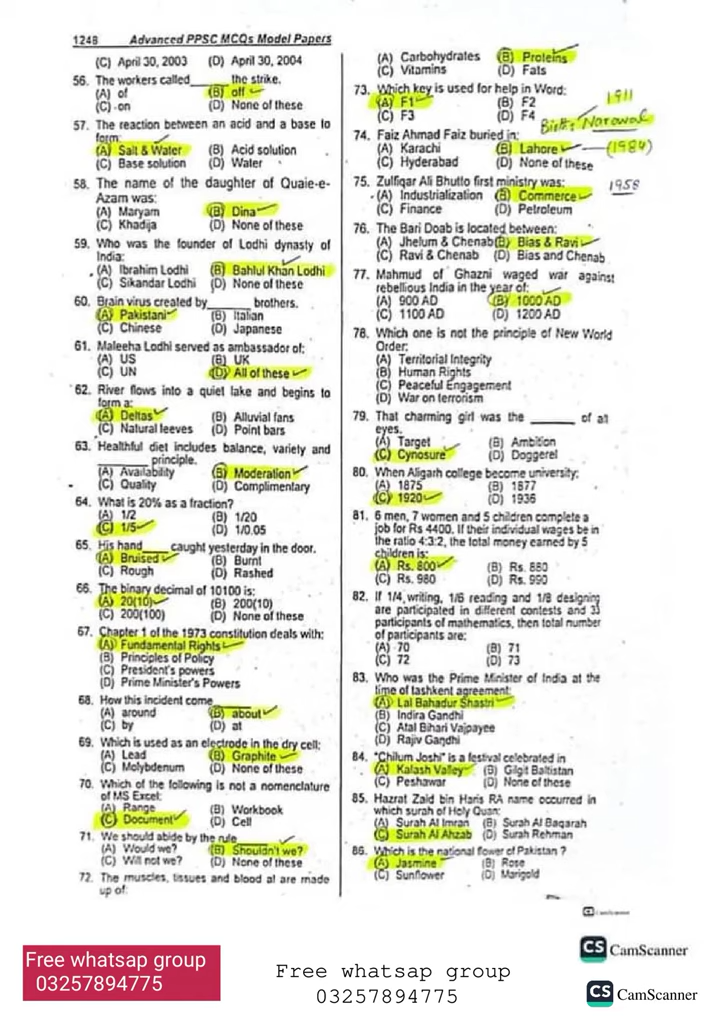 1248 Advanced PPSC MCQs Model Papers
(C) April 30, 2003 (D) April 30, 2004
56. The workers called______ the strike.
(A) of (B) off
(C) on (D) None of these
57. The reaction between an acid and a base to
form:
(A) Salt & Water (B) Acid solution
(C) Base solution (D) Water
58. The name of the daughter of Quaie-e-
Azam was:
(A) Maryam (B) Dina
(C) Khadija (D) None of these
59. Who was the founder of Lodhi dynasty of
India:
(A) Ibrahim Lodhi (B) Bahlul Khan Lodhi
(C) Sikandar Lodhi (D) None of these
60. Brain virus created by______ brothers.
(A) Pakistani (B) Italian
(C) Chinese (D) Japanese
61. Maleeha Lodhi served as ambassador of:
(A) US (B) UK
(C) UN (D) All of these
62. River flows into a quiet lake and begins to
form a:
(A) Deltas (B) Alluvial fans
(C) Natural leeves (D) Point bars
63. Healthful diet includes balance, variety and
______ principle.
(A) Availability (B) Moderation
(C) Quality (D) Complimentary
64. What is 20% as a fraction?
(A) 1/2 (B) 1/20
(C) 1/5 (D) 1/0.05
65. His hand____ caught yesterday in the door.
(A) Bruised (B) Burnt
(C) Rough (D) Rashed
66. The binary decimal of 10100 is:
(A) 20(10) (B) 200(10)
(C) 200(100) (D) None of these
67. Chapter 1 of the 1973 constitution deals with:
(A) Fundamental Rights
(B) Principles of Policy
(C) President's powers
(D) Prime Minister's Powers
68. How this incident come______
(A) around (B) about
(C) by (D) at
69. Which is used as an electrode in the dry cell:
(A) Lead (B) Graphite
(C) Molybdenum (D) None of these
70. Which of the following is not a nomenclature
of MS Excel:
(A) Range (B) Workbook
(C) Document (D) Cell
71. We should abide by the rule______
(A) Would we? (B) Shouldn't we?
(C) Will not we? (D) None of these
72. The muscles, tissues and blood al are made
up of:
(A) Carbohydrates (B) Proteins
(C) Vitamins (D) Fats
73. Which key is used for help in Word:
(A) F1 (B) F2
(C) F3 (D) F4
1911
Birth: Narowal
74. Faiz Ahmad Faiz buried in:
(A) Karachi (B) Lahore (1984)
(C) Hyderabad (D) None of these
75. Zulfiqar Ali Bhutto first ministry was: 1958
(A) Industrialization (B) Commerce
(C) Finance (D) Petroleum
76. The Bari Doab is located between:
(A) Jhelum & Chenab (B) Bias & Ravi
(C) Ravi & Chenab (D) Bias and Chenab
77. Mahmud of Ghazni waged war against
rebellious India in the year of:
(A) 900 AD (B) 1000 AD
(C) 1100 AD (D) 1200 AD
78. Which one is not the principle of New World
Order:
(A) Territorial Integrity
(B) Human Rights
(C) Peaceful Engagement
(D) War on terrorism
79. That charming girl was the ______ of all
eyes.
(A) Target (B) Ambition
(C) Cynosure (D) Doggerel
80. When Aligarh college become university:
(A) 1875 (B) 1877
(C) 1920 (D) 1936
81. 6 men, 7 women and 5 children complete a
job for Rs 4400. If their individual wages be in
the ratio 4:3:2, the total money earned by 5
children is:
(A) Rs. 800 (B) Rs. 880
(C) Rs. 980 (D) Rs. 990
82. If 1/4, writing, 1/6 reading and 1/8 designing
are participated in different contests and 33
participants of mathematics, then total number
of participants are:
(A) 70 (B) 71
(C) 72 (D) 73
83. Who was the Prime Minister of India at the
time of tashkent agreement:
(A) Lal Bahadur Shastri
(B) Indira Gandhi
(C) Atal Bihari Vajpayee
(D) Rajiv Gandhi
84. "Chilum Joshi" is a festival celebrated in
(A) Kalash Valley (B) Gilgit Baltistan
(C) Peshawar (D) None of these
85. Hazrat Zaid bin Haris RA name occurred in
which surah of Holy Quan:
(A) Surah Al Imran (B) Surah Al Baqarah
(C) Surah Al Ahzab (D) Surah Rehman
86. Which is the national flower of Pakistan ?
(A) Jasmine (B) Rose
(C) Sunflower (D) Marigold
CS CamScanner
CS CamScanner
Free whatsap group
03257894775
Free whatsap group
03257894775
CS CamScanner